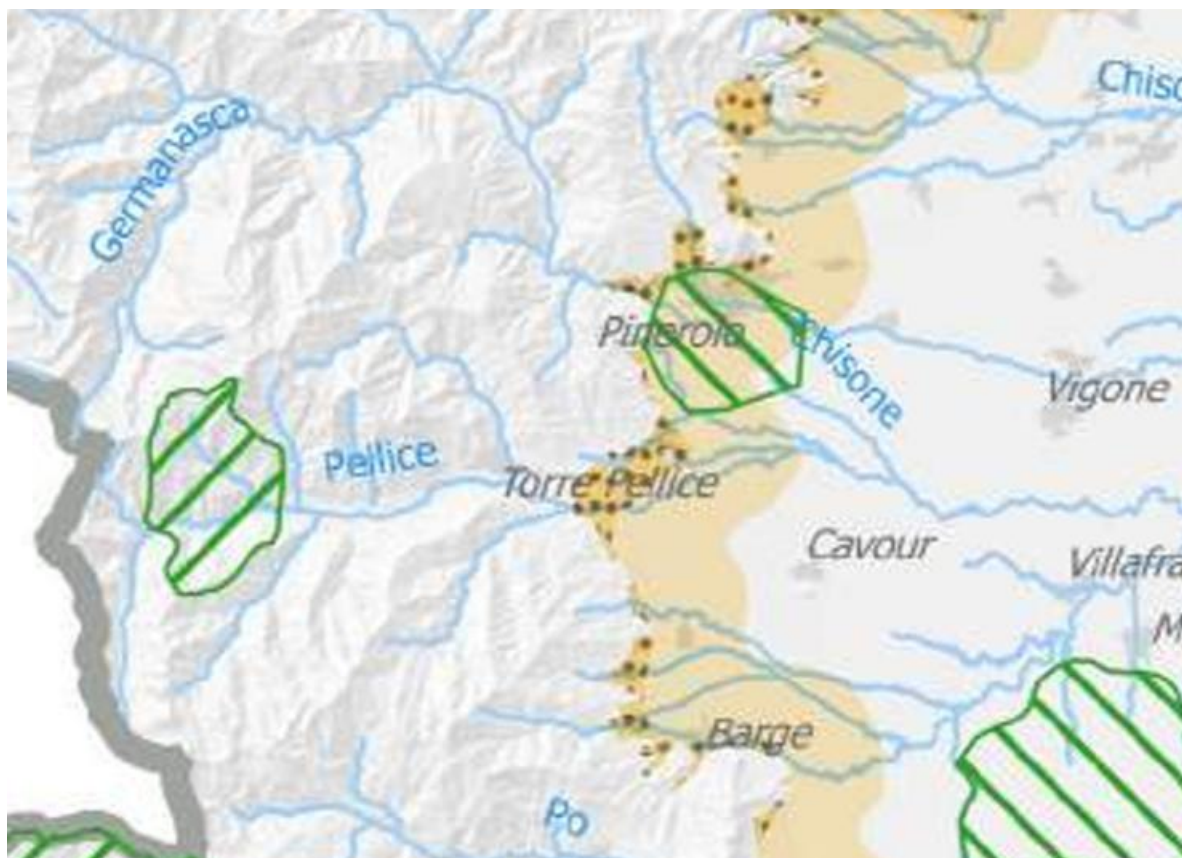 Chiso
Germanasca
Pinerolo
Chisone
Vigone
Pellice
Torre Pellice
Cavour
Villafra
M
Barge
Po